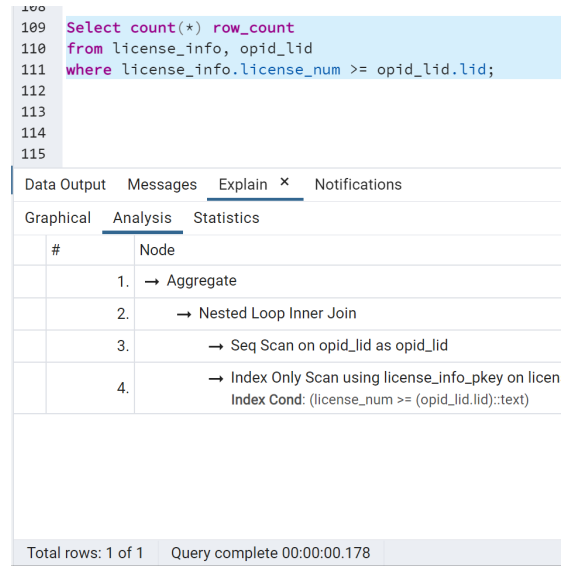 108
109 Select count(*) row_count
110 from license_info, opid_lid
111 where license_info.license_num >= opid_lid.lid;
112
113
114
115
Data Output Messages Explain × Notifications
Graphical Analysis Statistics
# Node
1. → Aggregate
2. → Nested Loop Inner Join
3. → Seq Scan on opid_lid as opid_lid
4. → Index Only Scan using license_info_pkey on licen
Index Cond: (license_num >= (opid_lid.lid)::text)
Total rows: 1 of 1 Query complete 00:00:00.178